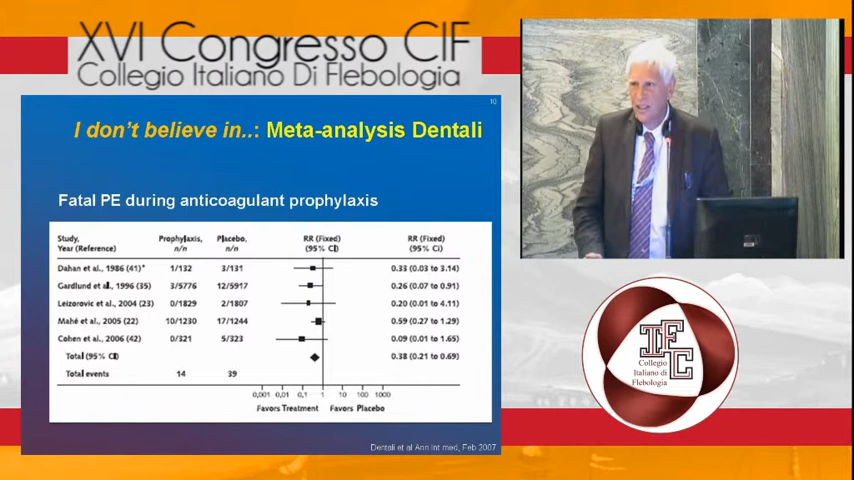 XVI Congresso CIF
Collegio Italiano Di Flebologia
10
I don't believe in..: Meta-analysis Dentali
Fatal PE during anticoagulant prophylaxis
Study, Prophylaxis, Placebo, RR (Fixed) RR (Fixed)
Year (Reference) n/n n/n (95% CI) (95% CI)
Dahan et al., 1986 (41)* 1/132 3/131 0.33 (0.03 to 3.14)
Gardlund et al., 1996 (35) 3/5776 12/5917 0.26 (0.07 to 0.91)
Leizorovic et al., 2004 (23) 0/1829 2/1807 0.20 (0.01 to 4.11)
Mahé et al., 2005 (22) 10/1230 17/1244 0.59 (0.27 to 1.29)
Cohen et al., 2006 (42) 0/321 5/323 0.09 (0.01 to 1.65)
Total (95% CI) 0.38 (0.21 to 0.69)
Total events 14 39
0,001 0,01 0,1 1 10 100 1000
Favors Treatment Favors Placebo
Dentali et al Ann Int med, Feb 2007
CIF
Collegio
Italiano di
Flebologia